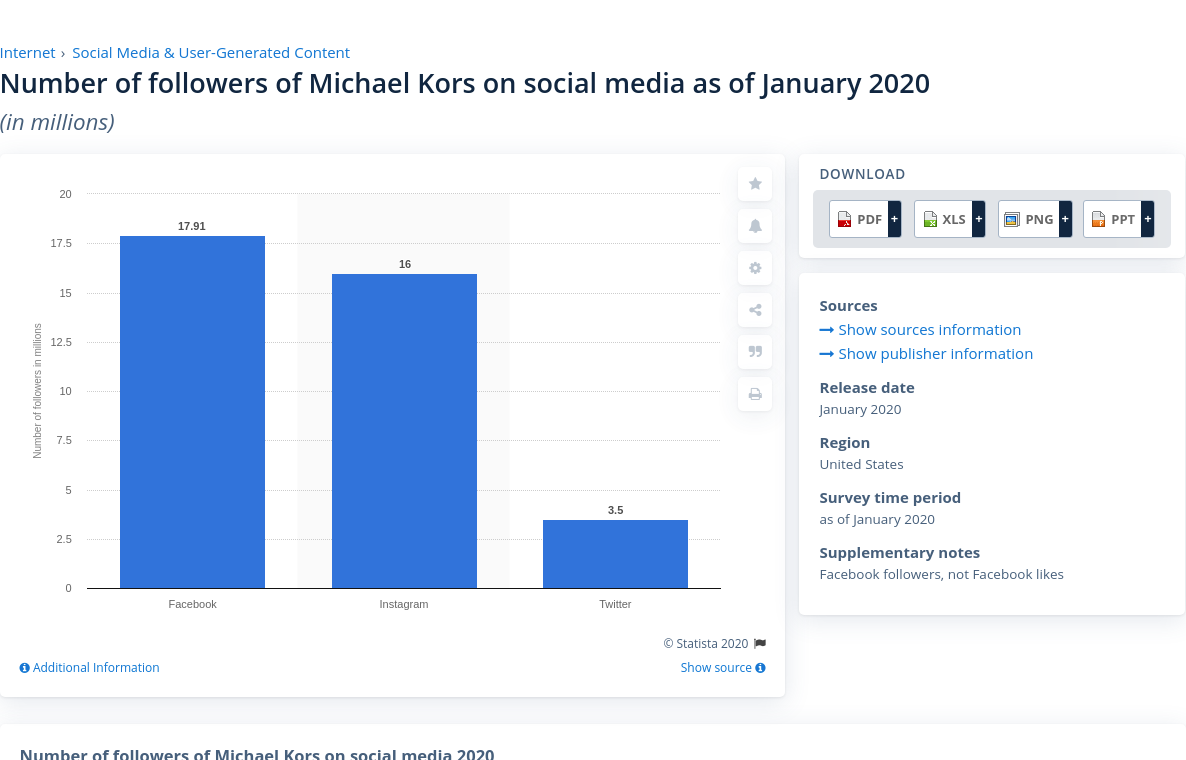 Internet › Social Media & User-Generated Content
Number of followers of Michael Kors on social media as of January 2020
(in millions)
20
17.5
15
12.5
10
7.5
5
2.5
0
Number of followers in millions
17.91
16
3.5
Facebook Instagram Twitter
© Statista 2020
Additional Information
Show source
DOWNLOAD
PDF + XLS + PNG + PPT +
Sources
Show sources information
Show publisher information
Release date
January 2020
Region
United States
Survey time period
as of January 2020
Supplementary notes
Facebook followers, not Facebook likes
Number of followers of Michael Kors on social media 2020